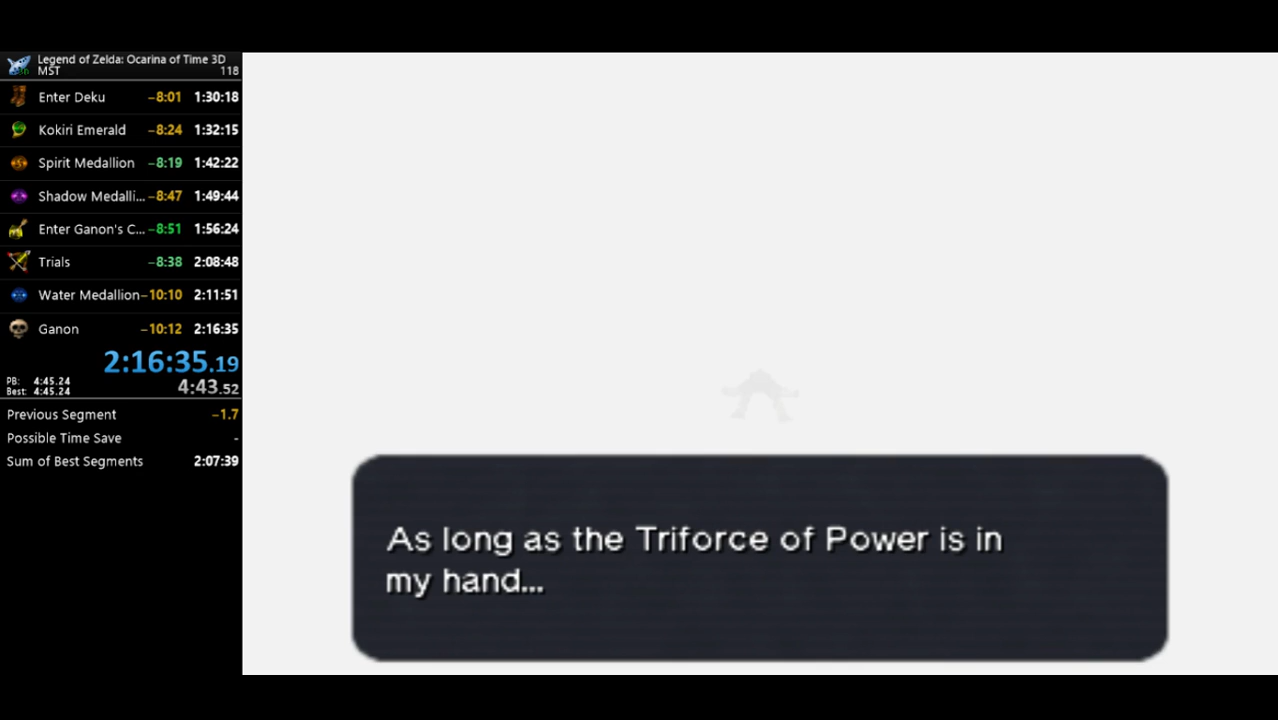 Legend of Zelda: Ocarina of Time 3D
MST 118
Enter Deku −8:01 1:30:18
Kokiri Emerald −8:24 1:32:15
Spirit Medallion −8:19 1:42:22
Shadow Medalli... −8:47 1:49:44
Enter Ganon's C... −8:51 1:56:24
Trials −8:38 2:08:48
Water Medallion −10:10 2:11:51
Ganon −10:12 2:16:35
2:16:35.19
PB: 4:45.24
Best: 4:45.24
4:43.52
Previous Segment −1.7
Possible Time Save -
Sum of Best Segments 2:07:39
As long as the Triforce of Power is in
my hand...